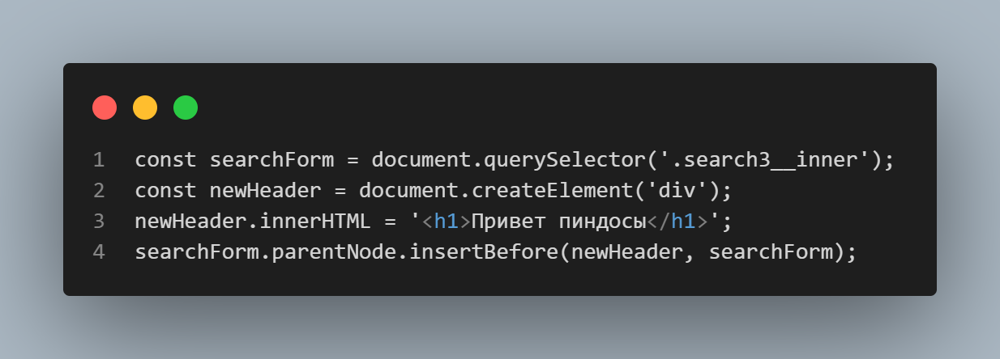 1 const searchForm = document.querySelector('.search3__inner');
2 const newHeader = document.createElement('div');
3 newHeader.innerHTML = '<h1>Привет пиндосы</h1>';
4 searchForm.parentNode.insertBefore(newHeader, searchForm);